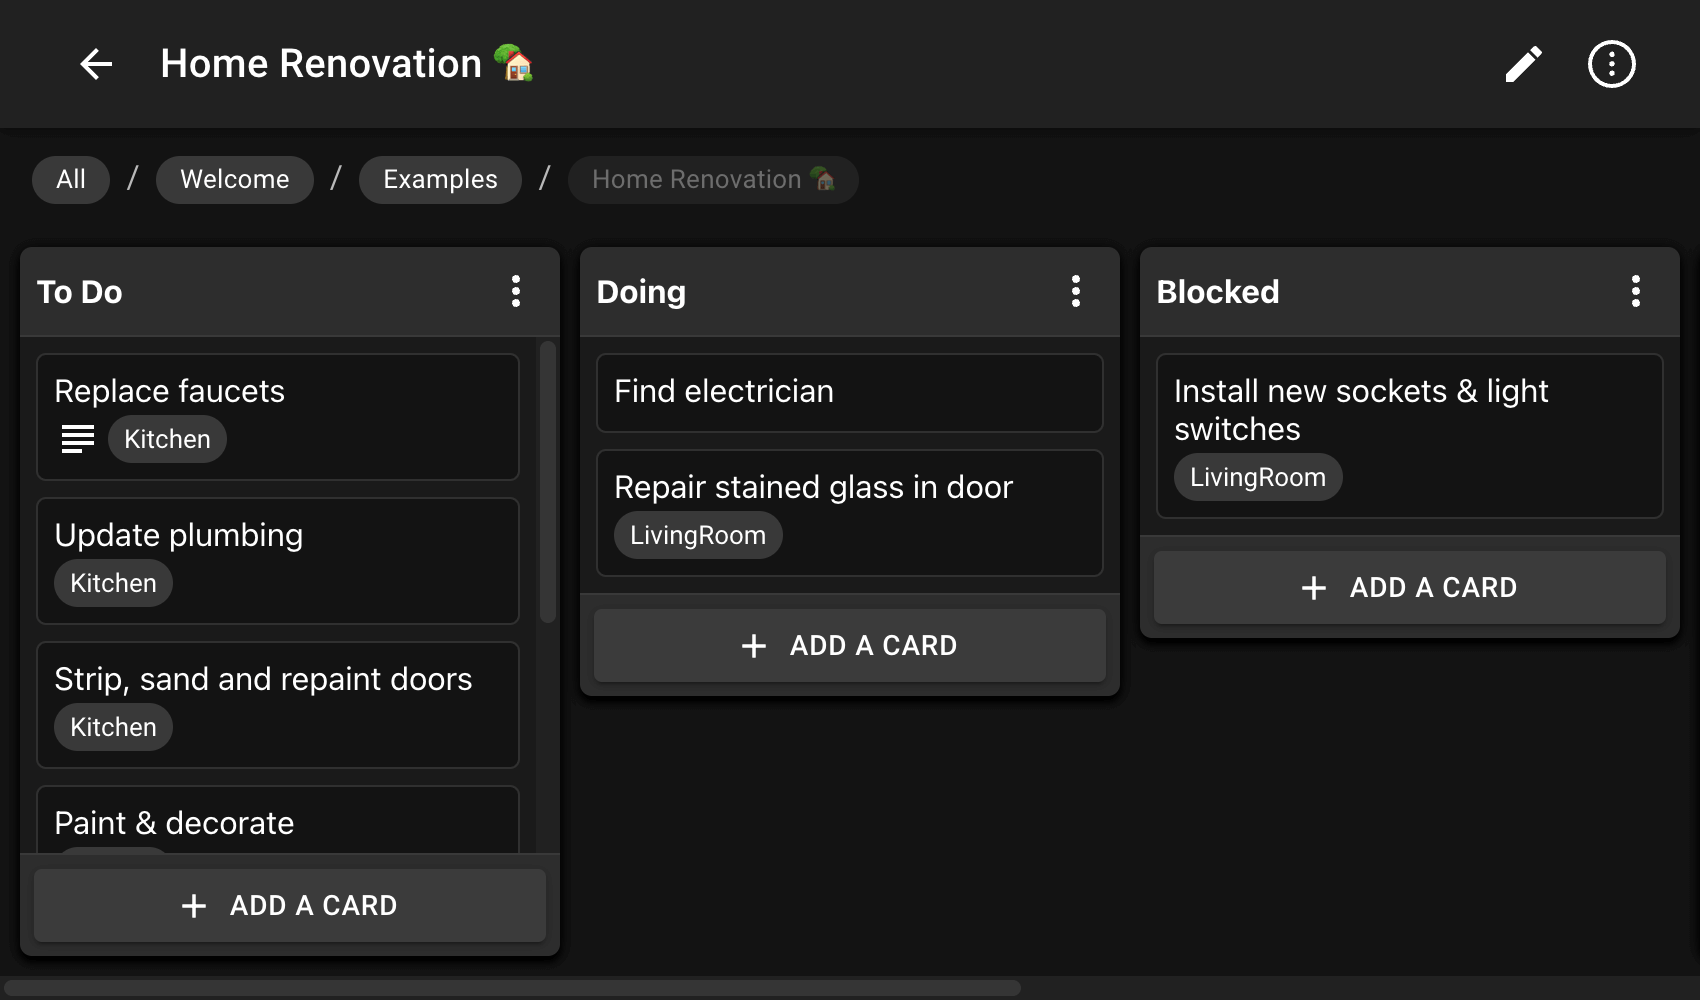 Home Renovation 🏡
All / Welcome / Examples / Home Renovation 🏡
To Do
Replace faucets
Kitchen
Update plumbing
Kitchen
Strip, sand and repaint doors
Kitchen
Paint & decorate
+ ADD A CARD
Doing
Find electrician
Repair stained glass in door
LivingRoom
+ ADD A CARD
Blocked
Install new sockets & light
switches
LivingRoom
+ ADD A CARD